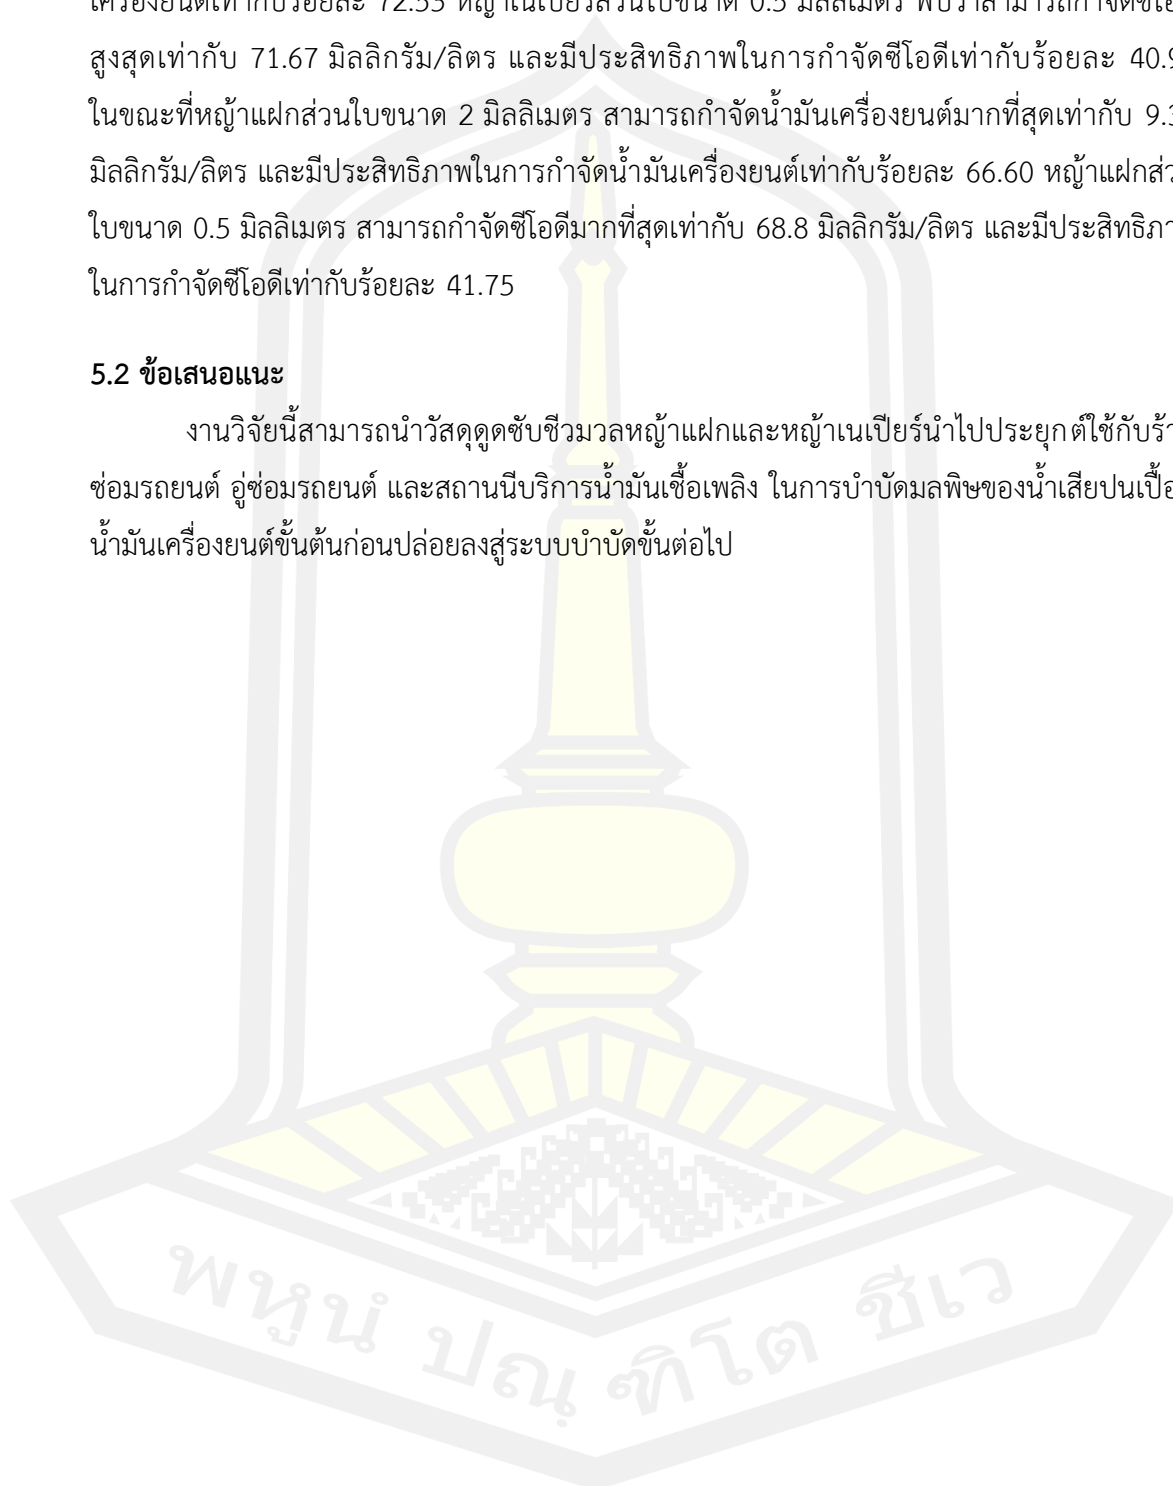 เครื่องยนต์เท่ากับร้อยละ 72.53 หญ้าเนเปียร์ส่วนใบขนาด 0.5 มิลลิเมตร พบว่าสามารถกำจัดซีโอ
สูงสุดเท่ากับ 71.67 มิลลิกรัม/ลิตร และมีประสิทธิภาพในการกำจัดซีโอดีเท่ากับร้อยละ 40.9
ในขณะที่หญ้าแฝกส่วนใบขนาด 2 มิลลิเมตร สามารถกำจัดน้ำมันเครื่องยนต์มากที่สุดเท่ากับ 9.3
มิลลิกรัม/ลิตร และมีประสิทธิภาพในการกำจัดน้ำมันเครื่องยนต์เท่ากับร้อยละ 66.60 หญ้าแฝกส่ว
ใบขนาด 0.5 มิลลิเมตร สามารถกำจัดซีโอดีมากที่สุดเท่ากับ 68.8 มิลลิกรัม/ลิตร และมีประสิทธิภา
ในการกำจัดซีโอดีเท่ากับร้อยละ 41.75
5.2 ข้อเสนอแนะ
งานวิจัยนี้สามารถนำวัสดุดูดซับชีวมวลหญ้าแฝกและหญ้าเนเปียร์นำไปประยุกต์ใช้กับร้า
ซ่อมรถยนต์ อู่ซ่อมรถยนต์ และสถานนีบริการน้ำมันเชื้อเพลิง ในการบำบัดมลพิษของน้ำเสียปนเปื้อ
น้ำมันเครื่องยนต์ขั้นต้นก่อนปล่อยลงสู่ระบบบำบัดขั้นต่อไป
พหูนํ ปณฺฑิโต ชีเว